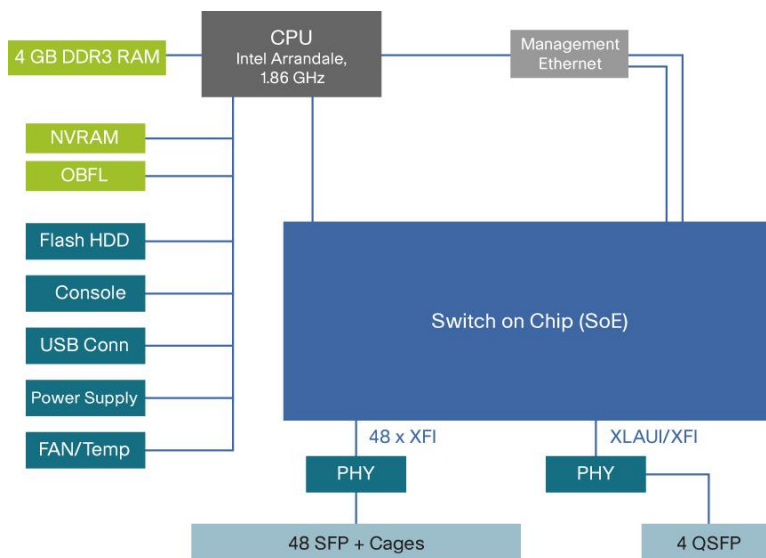 CPU
Intel Arrandale,
1.86 GHz
4 GB DDR3 RAM
Management
Ethernet
NVRAM
OBFL
Flash HDD
Console
USB Conn
Power Supply
FAN/Temp
Switch on Chip (SoE)
48 x XFI
XLAUI/XFI
PHY
PHY
48 SFP + Cages
4 QSFP